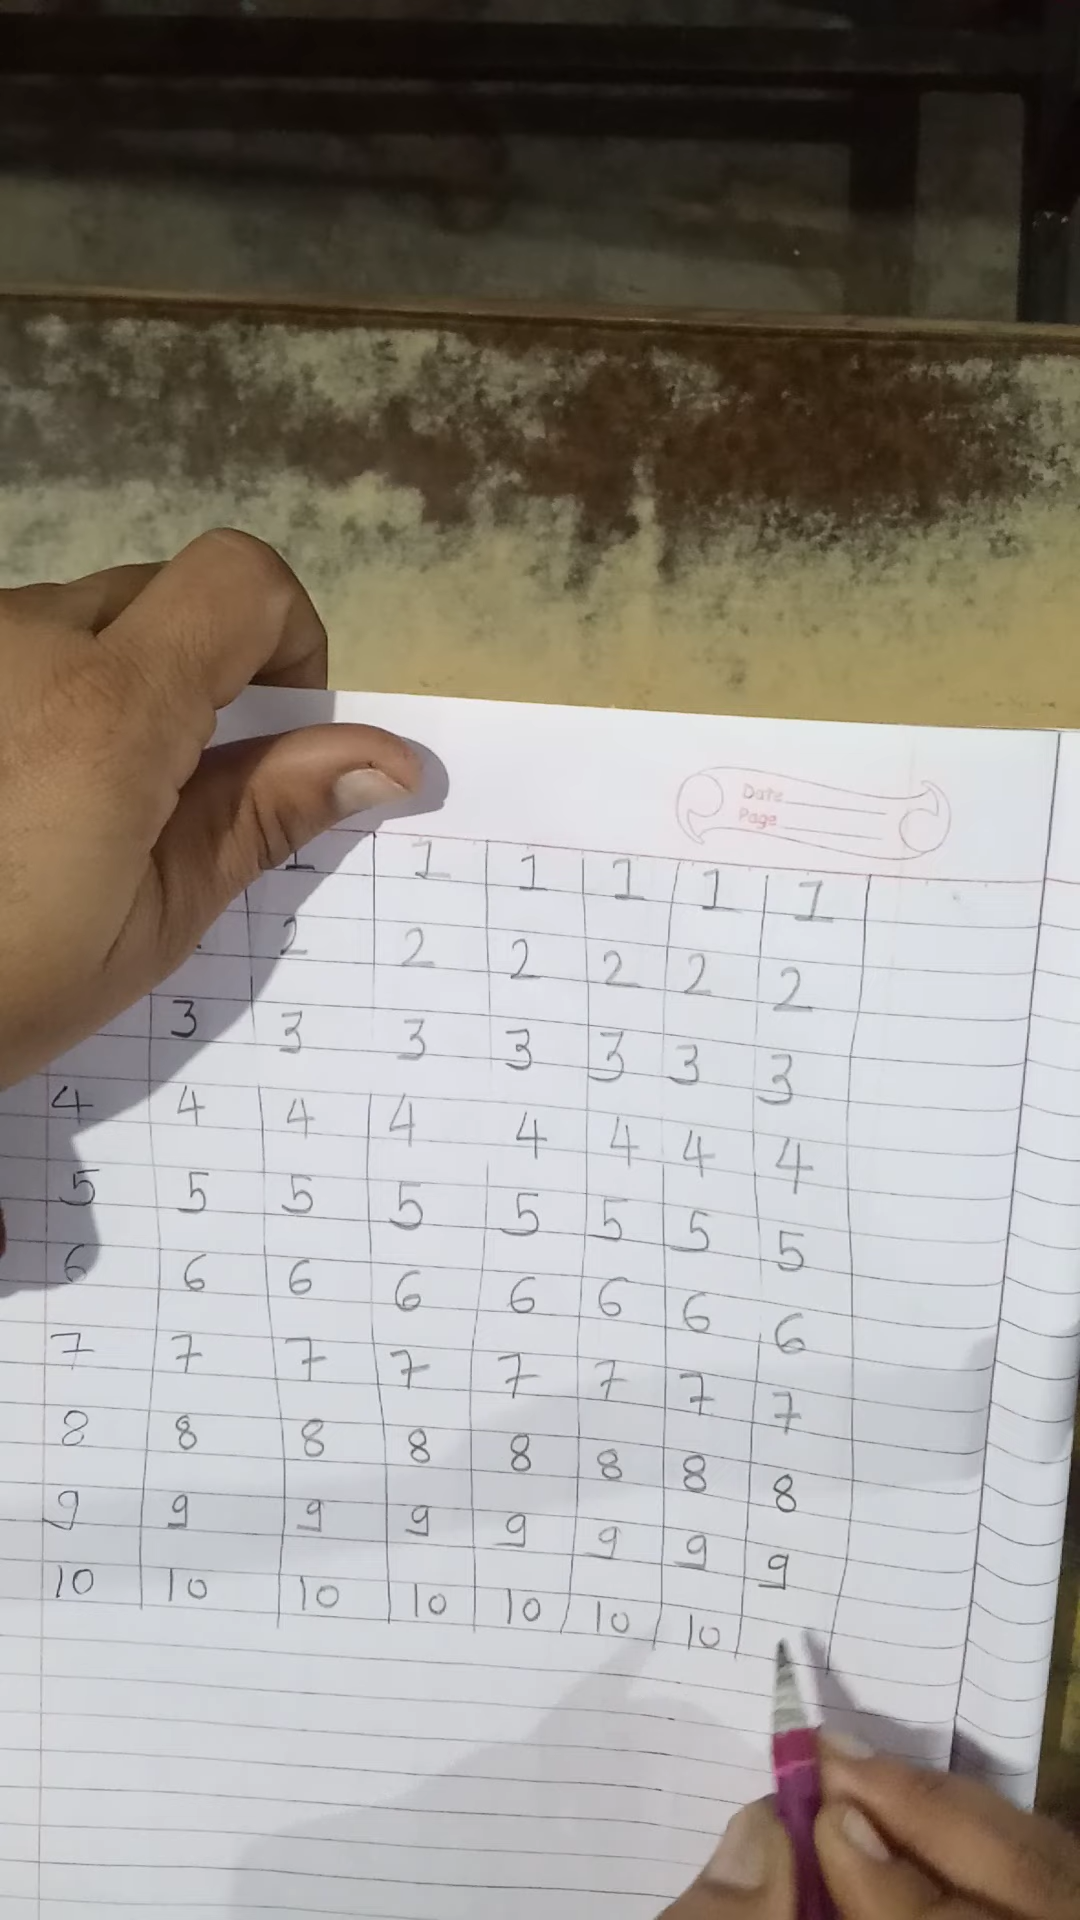 Date
Page
1 1 1 1 1 1
2 2 2 2 2 2
3 3 3 3 3 3 3
4 4 4 4 4 4 4 4
5 5 5 5 5 5 5 5
6 6 6 6 6 6 6 6
7 7 7 7 7 7 7 7
8 8 8 8 8 8 8 8
9 9 9 9 9 9 9 9
10 10 10 10 10 10 10